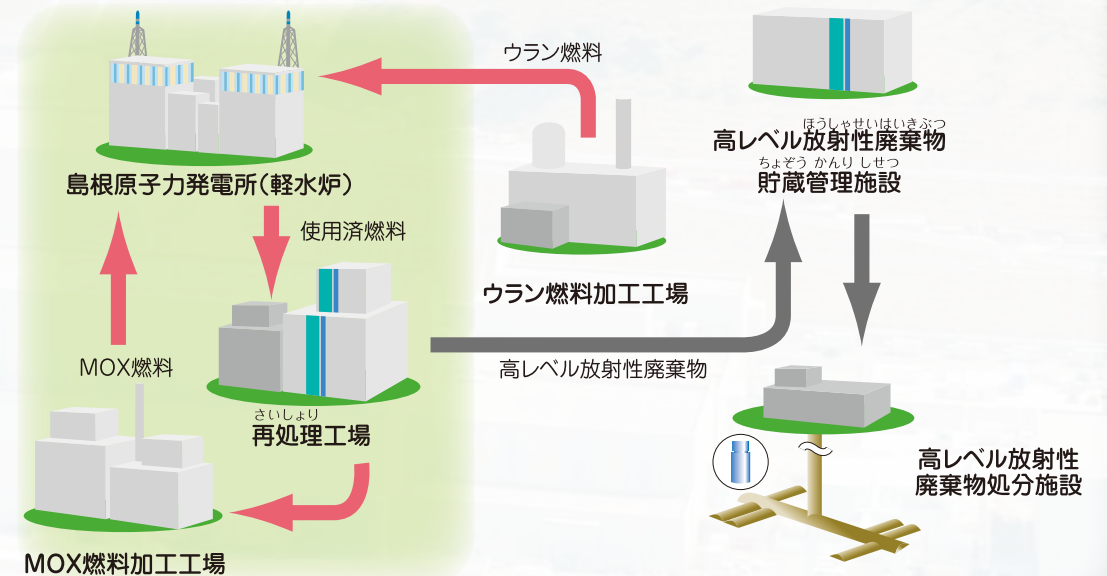 ウラン燃料
ほうしゃせいはいきぶつ
高レベル放射性廃棄物
ちょぞう かんり しせつ
貯蔵管理施設
島根原子力発電所（軽水炉）
使用済燃料
ウラン燃料加工工場
MOX燃料
高レベル放射性廃棄物
さいしょり
再処理工場
高レベル放射性
廃棄物処分施設
MOX燃料加工工場